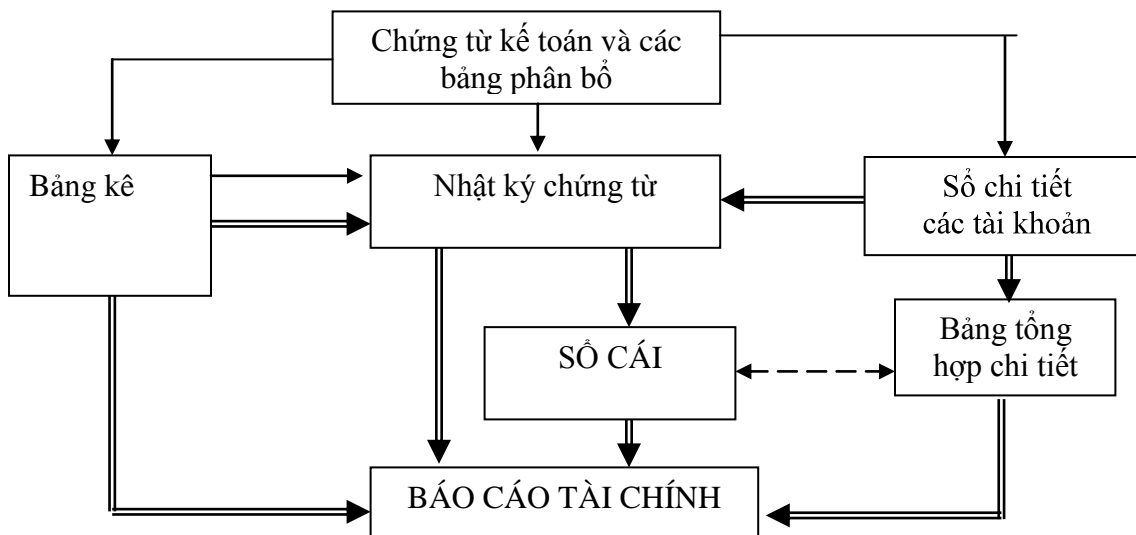 Chứng từ kế toán và các
bảng phân bổ
Bảng kê
Nhật ký chứng từ
Sổ chi tiết
các tài khoản
SỔ CÁI
Bảng tổng
hợp chi tiết
BÁO CÁO TÀI CHÍNH